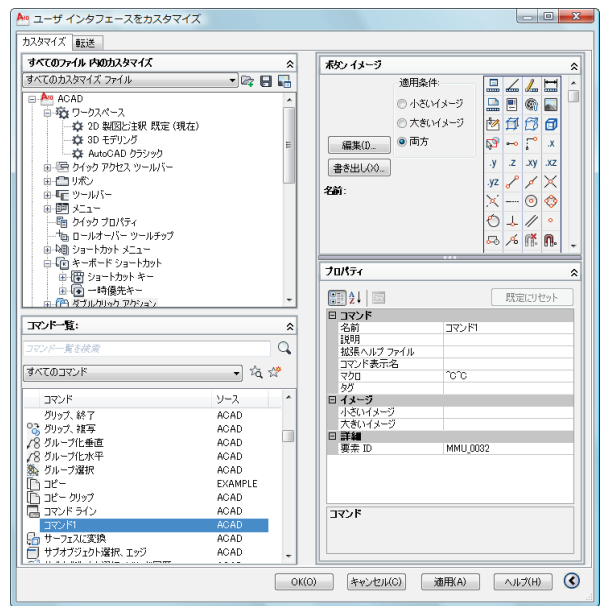 ユーザ インタフェースをカスタマイズ
カスタマイズ 転送
すべてのファイル 内のカスタマイズ
すべてのカスタマイズ ファイル
ACAD
ワークスペース
2D 製図と注釈 既定 (現在)
3D モデリング
AutoCAD クラシック
クイック アクセス ツールバー
リボン
ツールバー
メニュー
クイック プロパティ
ロールオーバー ツールチップ
ショートカット メニュー
キーボード ショートカット
ショートカット キー
一時優先キー
ダブルクリック アクション
コマンド一覧:
コマンド一覧を検索
すべてのコマンド
コマンド ソース
グリップ、終了 ACAD
グリップ、複写 ACAD
グループ化垂直 ACAD
グループ化水平 ACAD
グループ選択 ACAD
コピー EXAMPLE
コピー クリップ ACAD
コマンド ライン ACAD
コマンド1 ACAD
サーフェスに変換 ACAD
サブオブジェクト選択、エッジ ACAD
ボタン イメージ
適用条件:
小さいイメージ
大きいイメージ
両方
編集(I)...
書き出し(X)...
名前:
.x
.y .z .xy .xz
.yz
プロパティ
既定にリセット
コマンド
名前 コマンド1
説明
拡張ヘルプ ファイル
コマンド表示名
マクロ ^C^C
タグ
イメージ
小さいイメージ
大きいイメージ
詳細
要素 ID MMU_0032
コマンド
OK(O) キャンセル(C) 適用(A) ヘルプ(H)